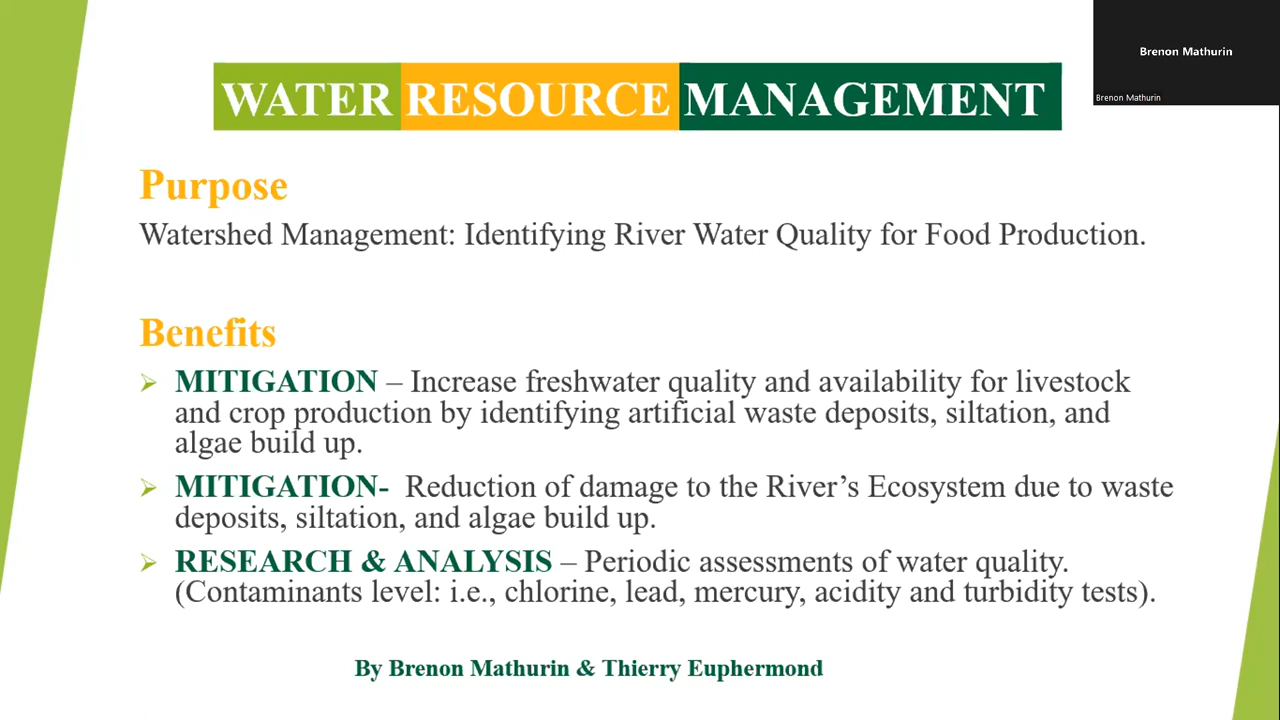 Brenon Mathurin
Brenon Mathurin
WATER RESOURCE MANAGEMENT
Purpose
Watershed Management: Identifying River Water Quality for Food Production.
Benefits
MITIGATION – Increase freshwater quality and availability for livestock
and crop production by identifying artificial waste deposits, siltation, and
algae build up.
MITIGATION- Reduction of damage to the River’s Ecosystem due to waste
deposits, siltation, and algae build up.
RESEARCH & ANALYSIS – Periodic assessments of water quality.
(Contaminants level: i.e., chlorine, lead, mercury, acidity and turbidity tests).
By Brenon Mathurin & Thierry Euphermond